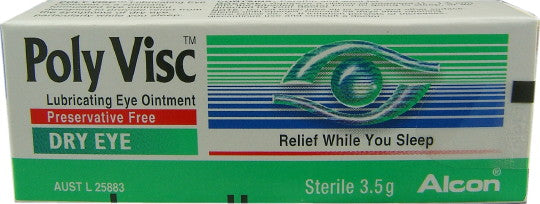 Poly Visc™
Lubricating Eye Ointment
Preservative Free
DRY EYE
Relief While You Sleep
AUST L 25883
Sterile 3.5g
Alcon®